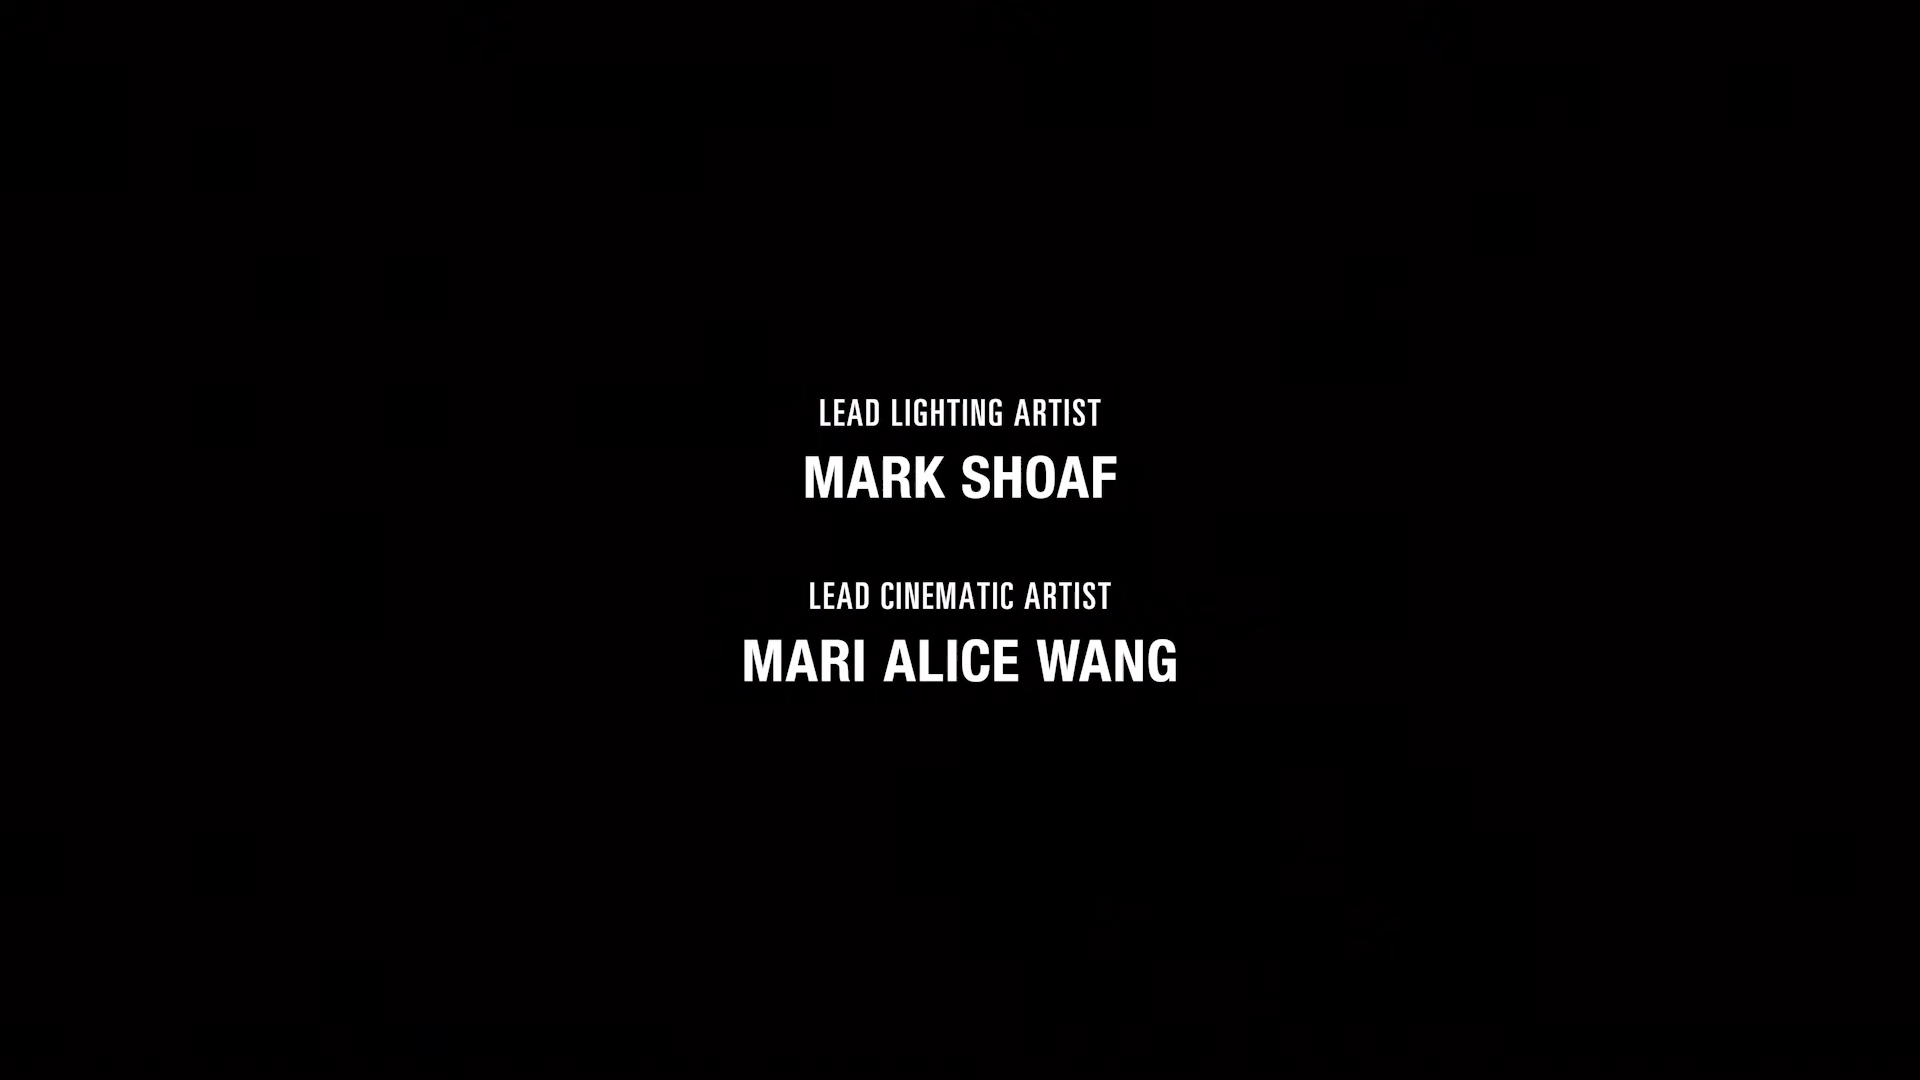 LEAD LIGHTING ARTIST
MARK SHOAF
LEAD CINEMATIC ARTIST
MARI ALICE WANG